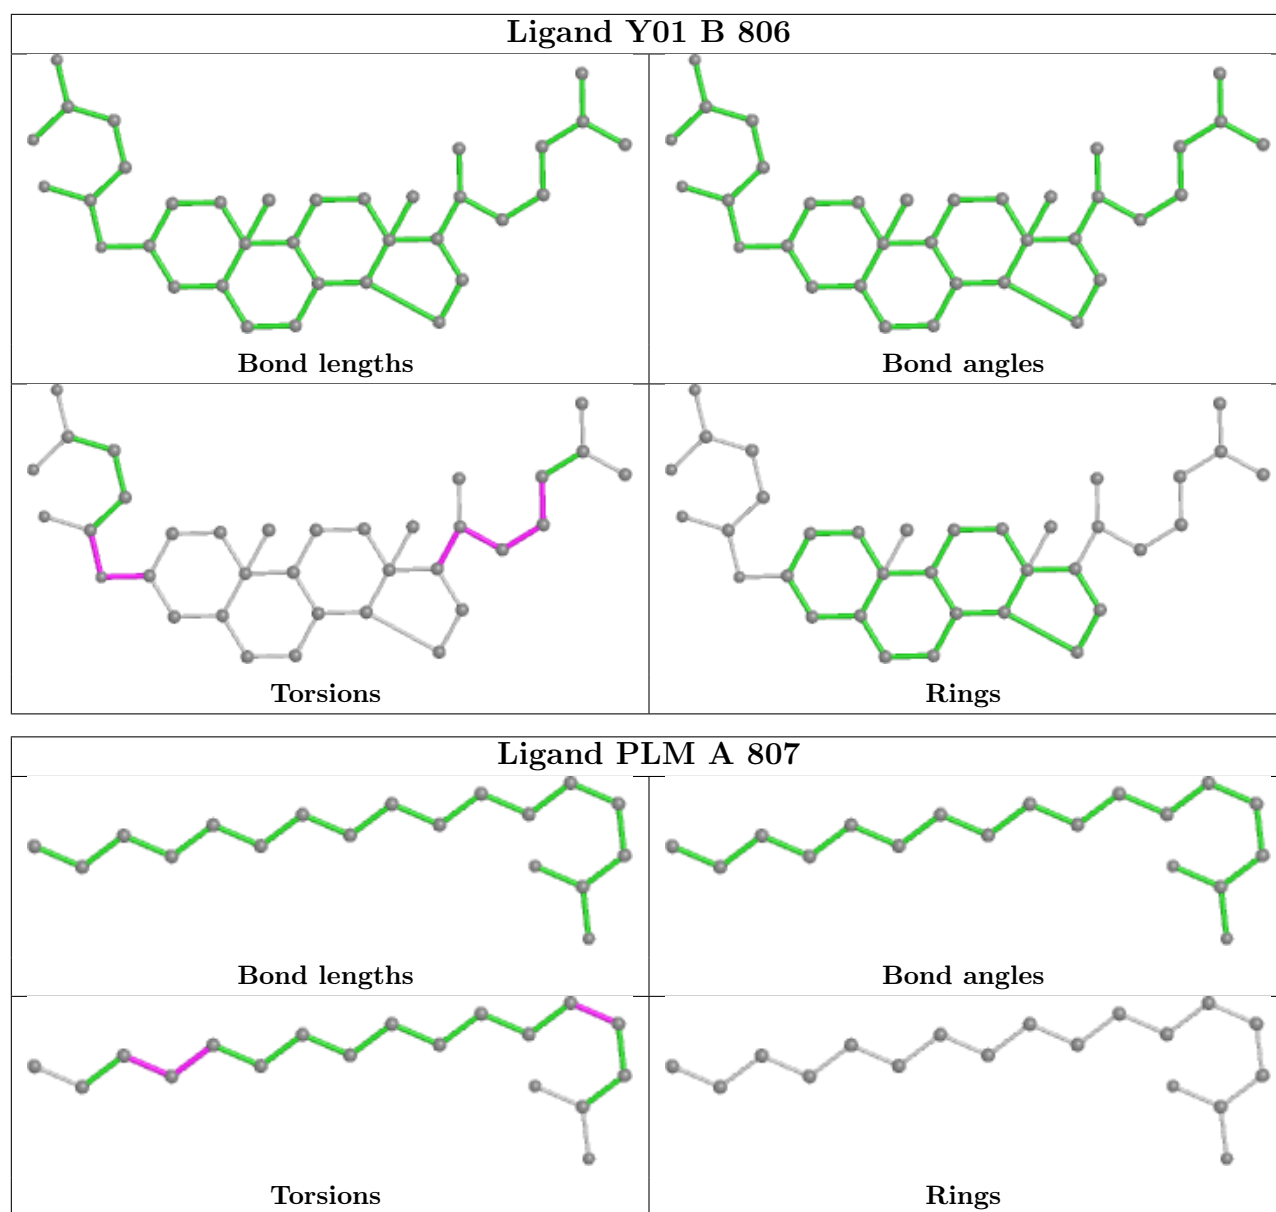 Ligand Y01 B 806
Bond lengths
Bond angles
Torsions
Rings
Ligand PLM A 807
Bond lengths
Bond angles
Torsions
Rings